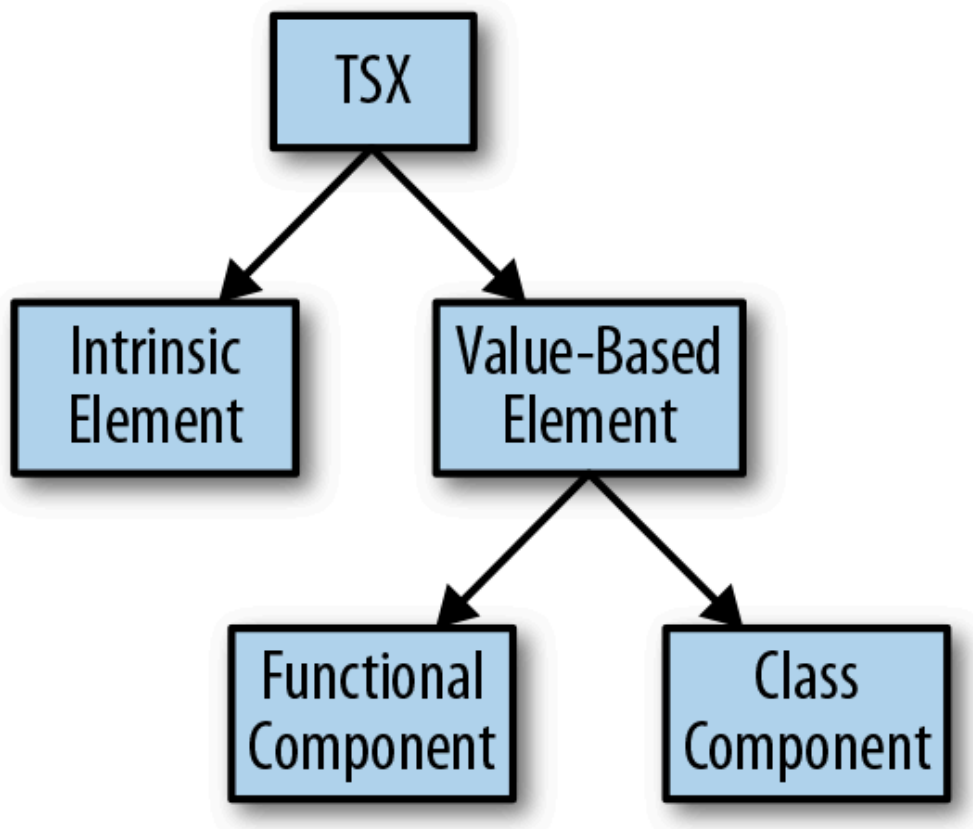 TSX
Intrinsic
Element
Value-Based
Element
Functional
Component
Class
Component